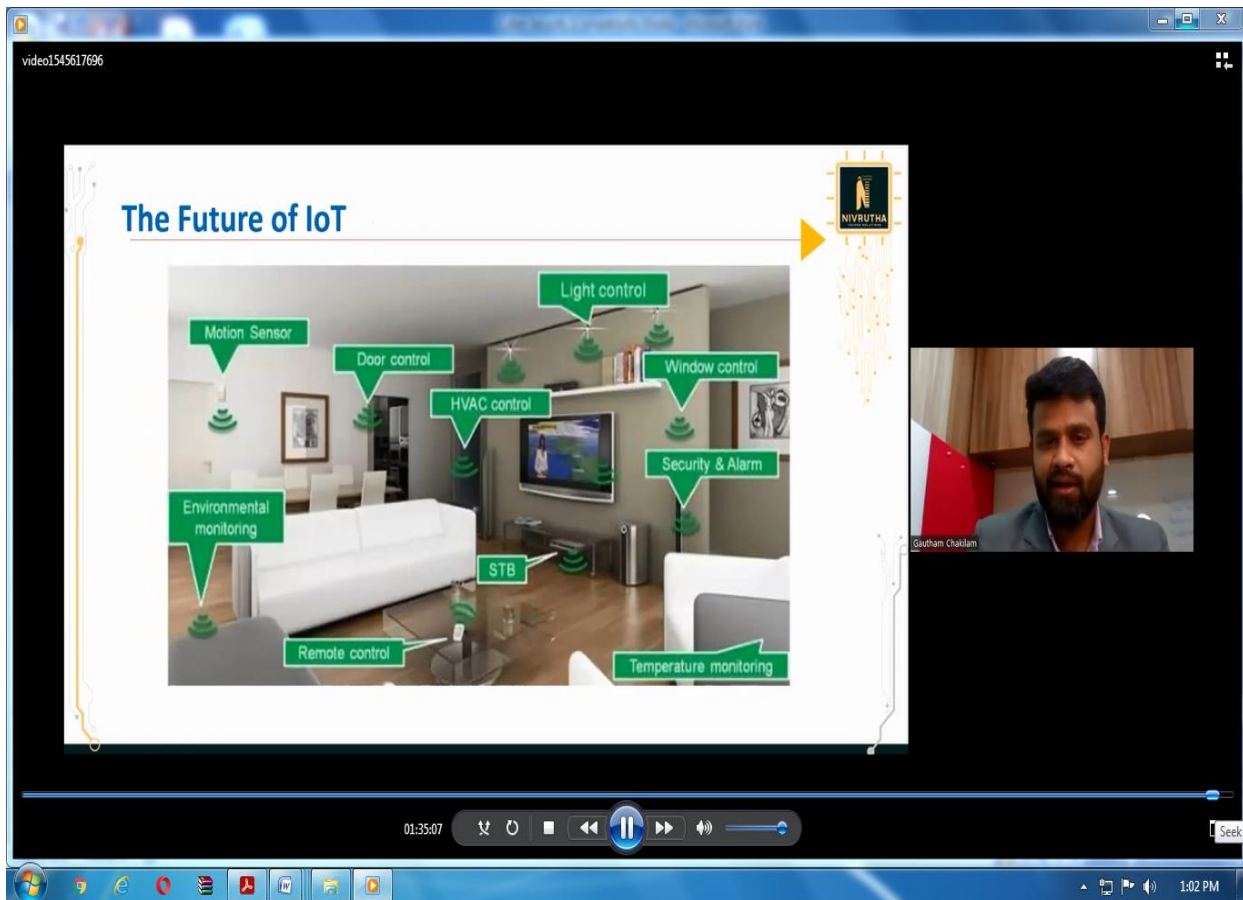 video1545617696
The Future of IoT
NIVRUTHA
Light control
Motion Sensor
Door control
Window control
HVAC control
Security & Alarm
Environmental
monitoring
STB
Remote control
Temperature monitoring
Gautham Chakilam
01:35:07
Seek
1:02 PM